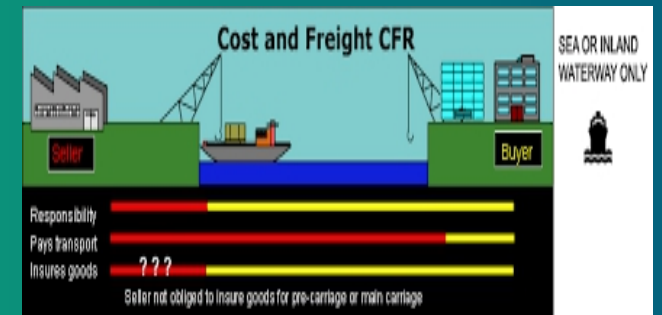 Cost and Freight CFR
SEA OR INLAND
WATERWAY ONLY
Seller
Buyer
Responsibility
Pays transport
Insures goods
? ? ?
Seller not obliged to insure goods for pre-carriage or main carriage